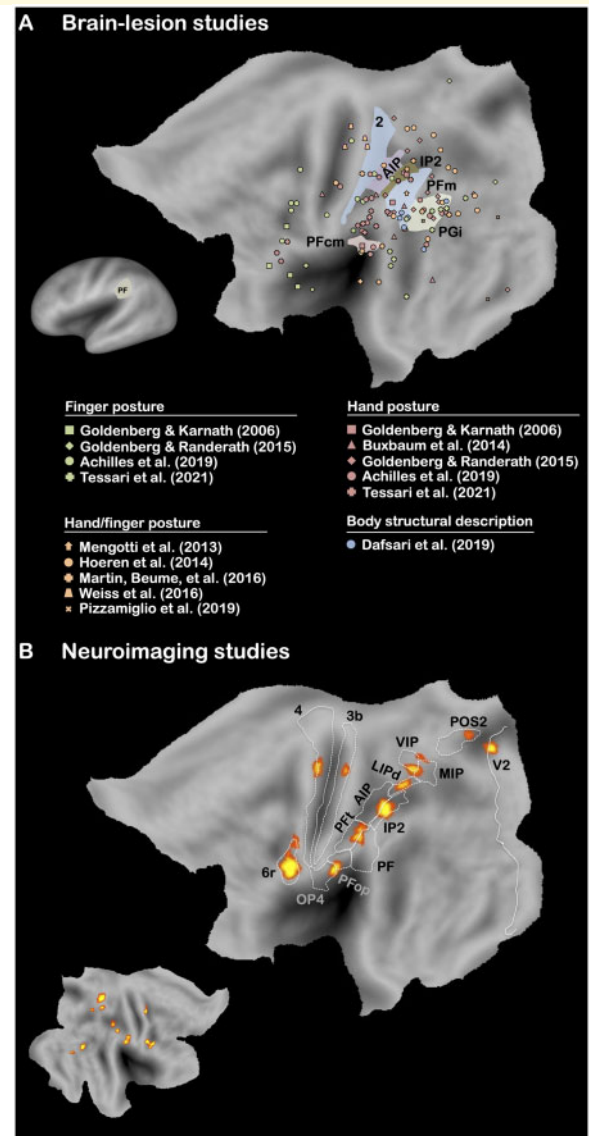 A Brain-lesion studies
2
AIP
IP2
PFm
PGi
PFcm
PF
Finger posture
Goldenberg & Karnath (2006)
Goldenberg & Randerath (2015)
Achilles et al. (2019)
Tessari et al. (2021)
Hand posture
Goldenberg & Karnath (2006)
Buxbaum et al. (2014)
Goldenberg & Randerath (2015)
Achilles et al. (2019)
Tessari et al. (2021)
Hand/finger posture
Mengotti et al. (2013)
Hoeren et al. (2014)
Martin, Beume, et al. (2016)
Weiss et al. (2016)
Pizzamiglio et al. (2019)
Body structural description
Dafsari et al. (2019)
B Neuroimaging studies
4
3b
POS2
VIP
V2
LIPd
MIP
AIP
PFt
IP2
PF
6r
PFop
OP4